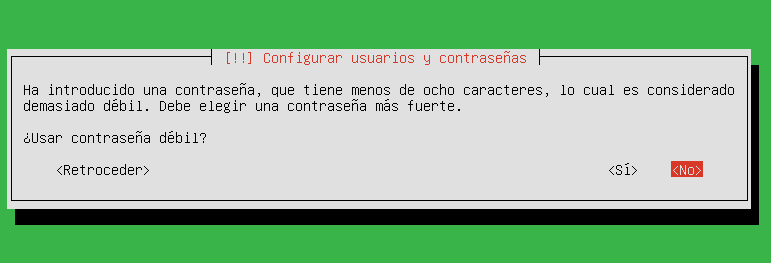 [!!] Configurar usuarios y contraseñas
Ha introducido una contraseña, que tiene menos de ocho caracteres, lo cual es considerado
demasiado débil. Debe elegir una contraseña más fuerte.
¿Usar contraseña débil?
<Retroceder> <Sí> <No>